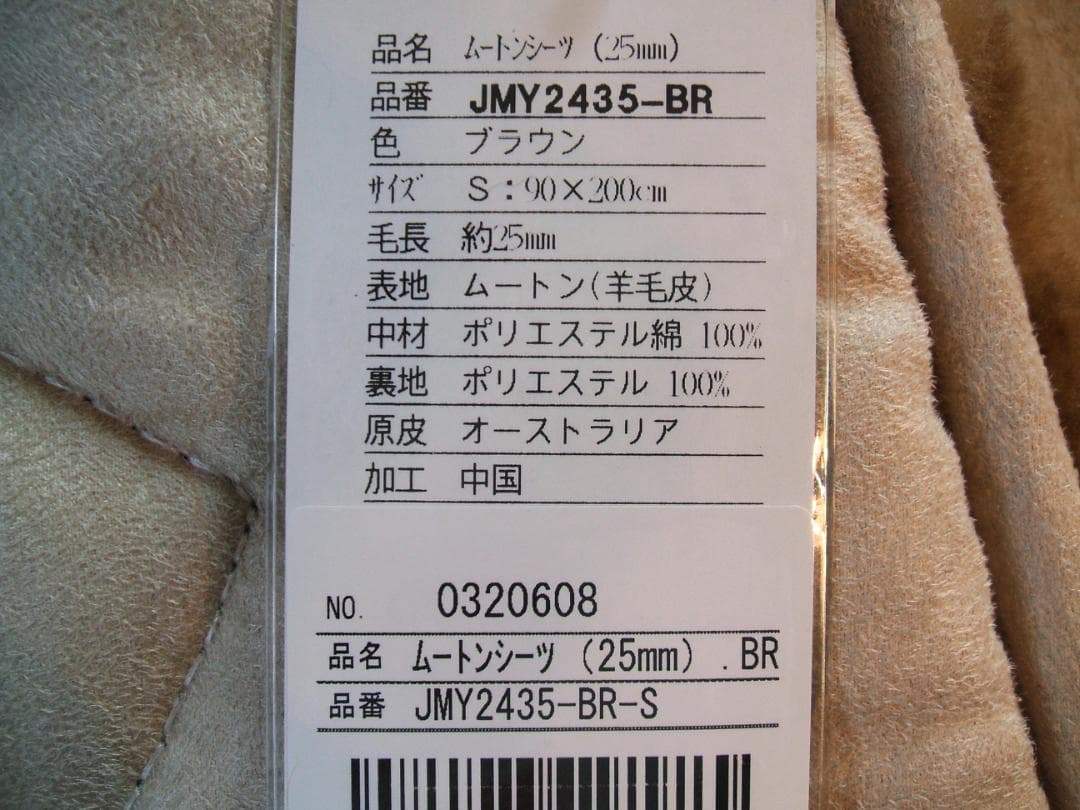 品名 ムートンシーツ (25mm)
品番 JMY2435-BR
色 ブラウン
サイズ S:90×200cm
毛長 約25mm
表地 ムートン(羊毛皮)
中材 ポリエステル綿 100%
裏地 ポリエステル 100%
原皮 オーストラリア
加工 中国
NO. 0320608
品名 ムートンシーツ (25mm) .BR
品番 JMY2435-BR-S